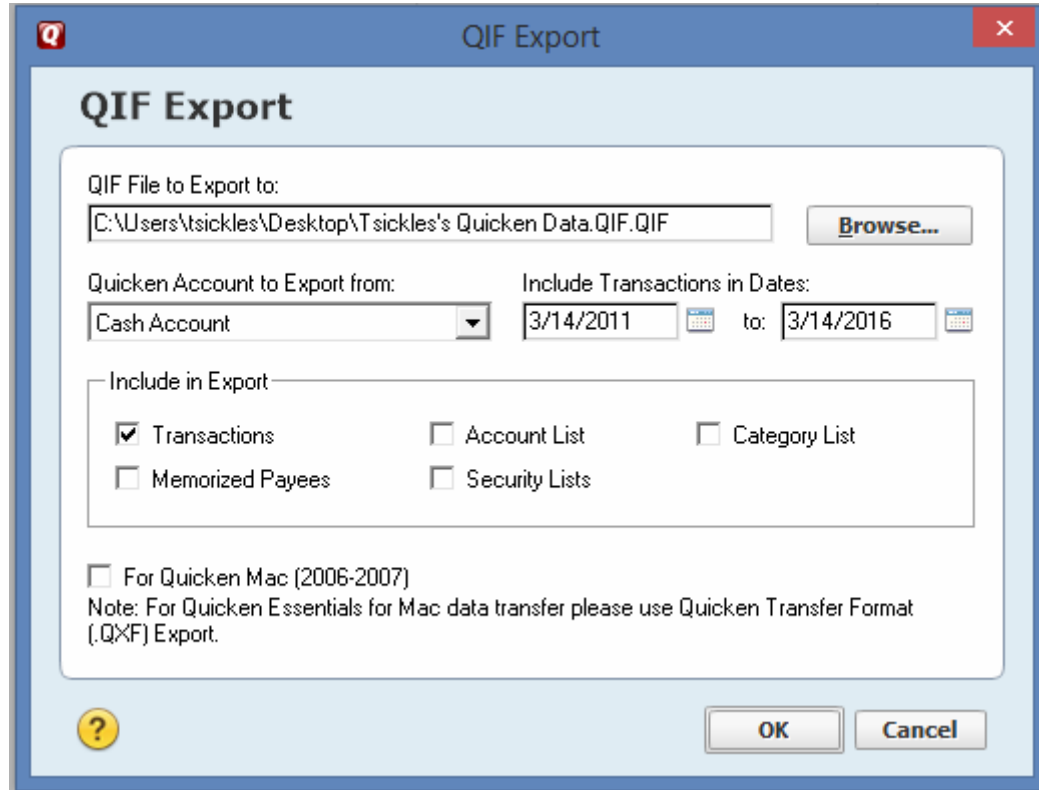 QIF Export
QIF Export
QIF File to Export to:
C:\Users\tsickles\Desktop\Tsickles's Quicken Data.QIF.QIF
Browse...
Quicken Account to Export from:
Include Transactions in Dates:
Cash Account
3/14/2011
to:
3/14/2016
Include in Export
Transactions
Account List
Category List
Memorized Payees
Security Lists
For Quicken Mac (2006-2007)
Note: For Quicken Essentials for Mac data transfer please use Quicken Transfer Format
(.QXF) Export.
?
OK
Cancel